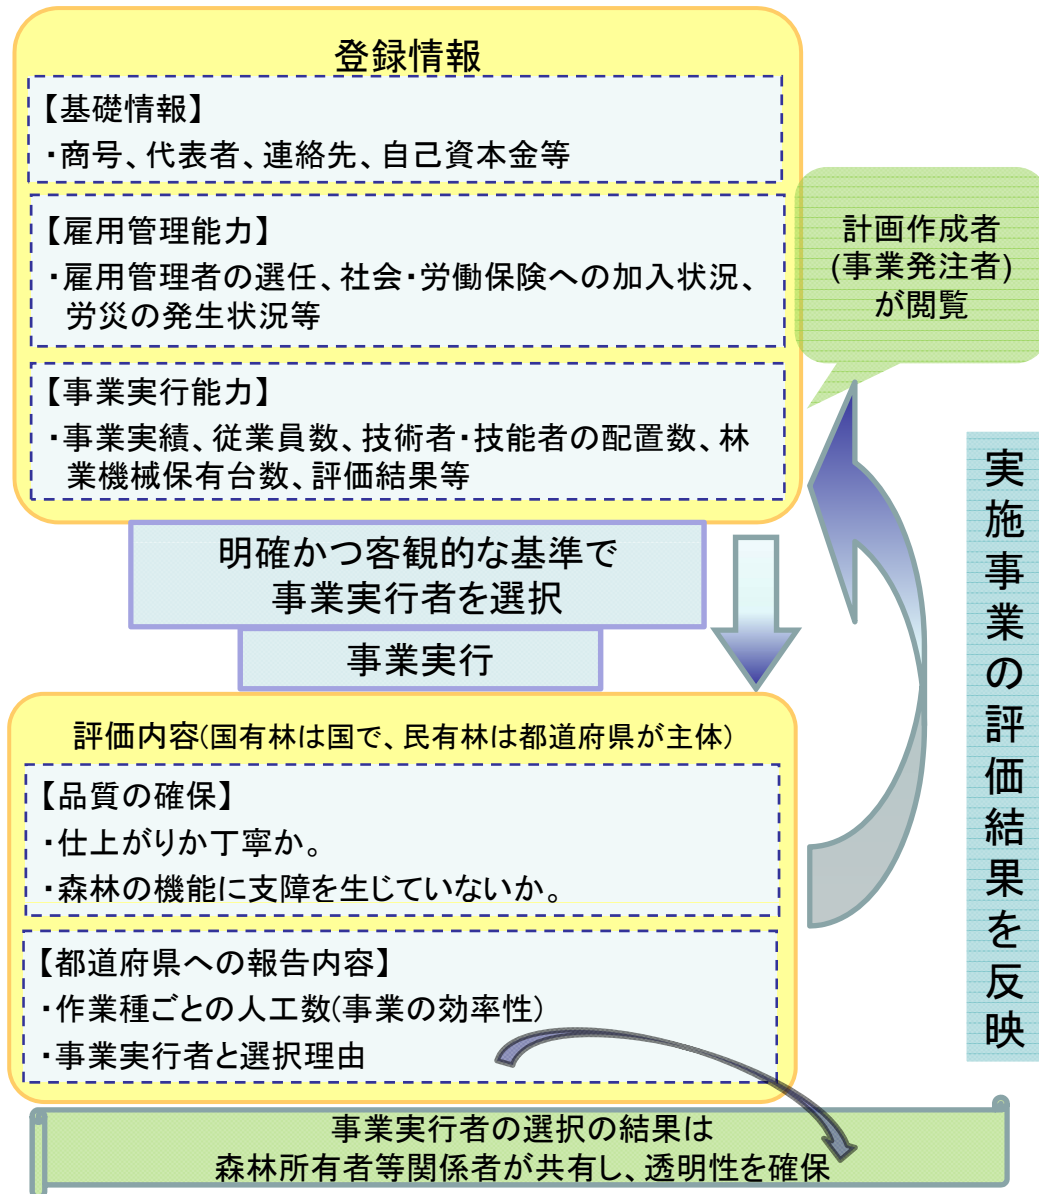 登録情報
【基礎情報】
・商号、代表者、連絡先、自己資本金等
【雇用管理能力】
・雇用管理者の選任、社会・労働保険への加入状況、
労災の発生状況等
【事業実行能力】
・事業実績、従業員数、技術者・技能者の配置数、林
業機械保有台数、評価結果等
計画作成者
(事業発注者)
が閲覧
明確かつ客観的な基準で
事業実行者を選択
事業実行
実施事業の評価結果を反映
評価内容(国有林は国で、民有林は都道府県が主体)
【品質の確保】
・仕上がりか丁寧か。
・森林の機能に支障を生じていないか。
【都道府県への報告内容】
・作業種ごとの人工数(事業の効率性)
・事業実行者と選択理由
事業実行者の選択の結果は
森林所有者等関係者が共有し、透明性を確保